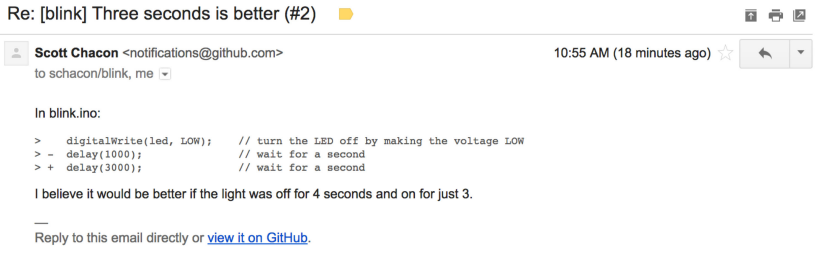 Re: [blink] Three seconds is better (#2)
Scott Chacon <notifications@github.com> 10:55 AM (18 minutes ago)
to schacon/blink, me
In blink.ino:
>    digitalWrite(led, LOW);    // turn the LED off by making the voltage LOW
> -  delay(1000);               // wait for a second
> +  delay(3000);               // wait for a second
I believe it would be better if the light was off for 4 seconds and on for just 3.
—
Reply to this email directly or view it on GitHub.